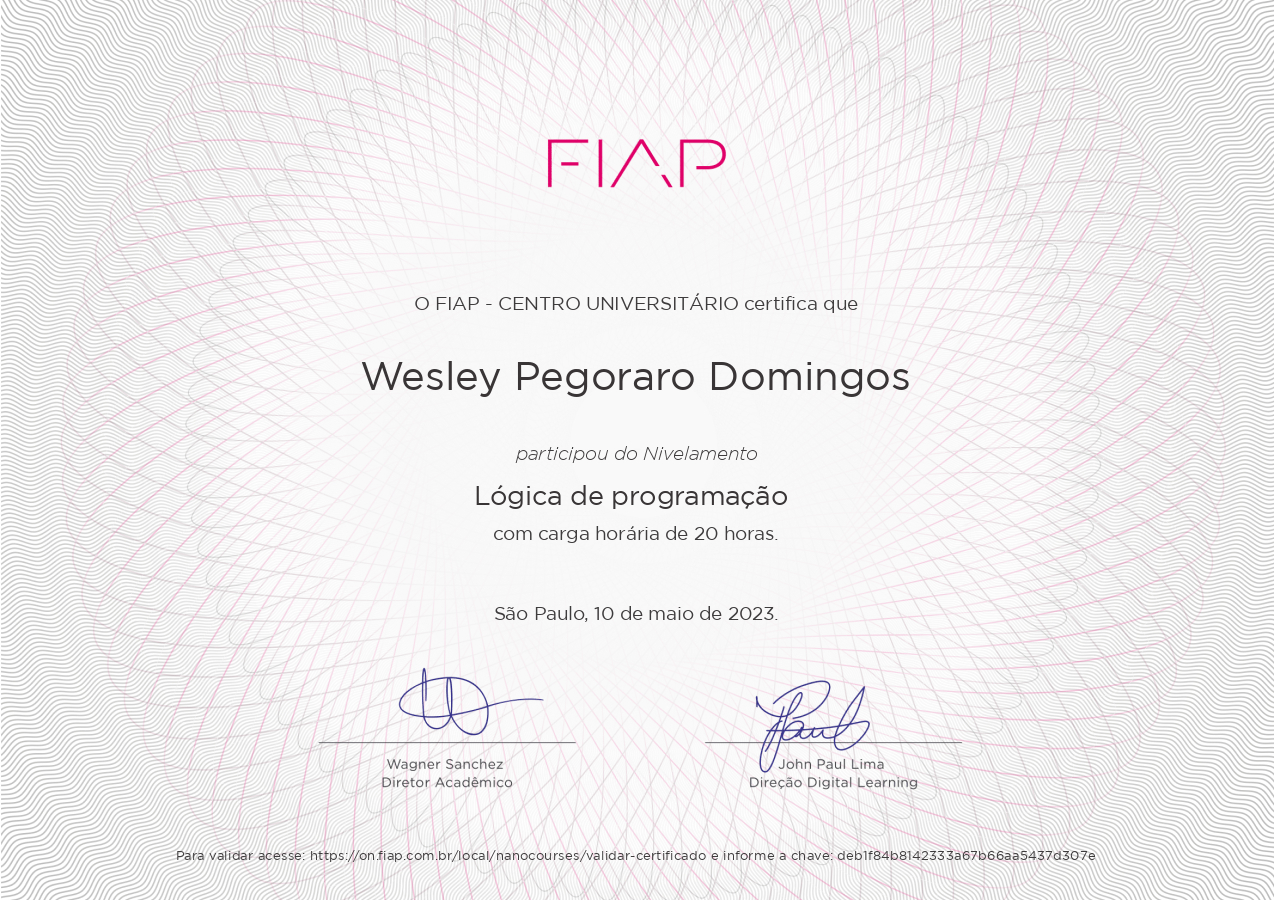 FIAP
O FIAP - CENTRO UNIVERSITÁRIO certifica que
Wesley Pegoraro Domingos
participou do Nivelamento
Lógica de programação
com carga horária de 20 horas.
São Paulo, 10 de maio de 2023.
Wagner Sanchez
Diretor Acadêmico
John Paul Lima
Direção Digital Learning
Para validar acesse: https://on.fiap.com.br/local/nanocourses/validar-certificado e informe a chave: deb1f84b8142333a67b66aa5437d307e